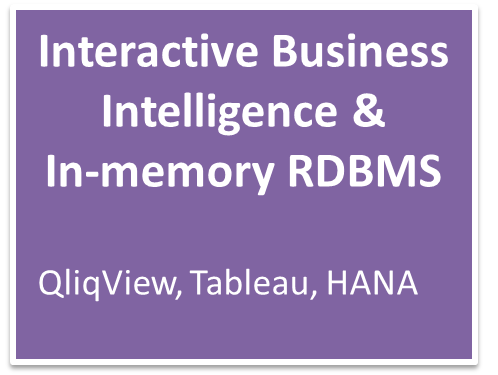 Interactive Business
Intelligence &
In-memory RDBMS
QliqView, Tableau, HANA